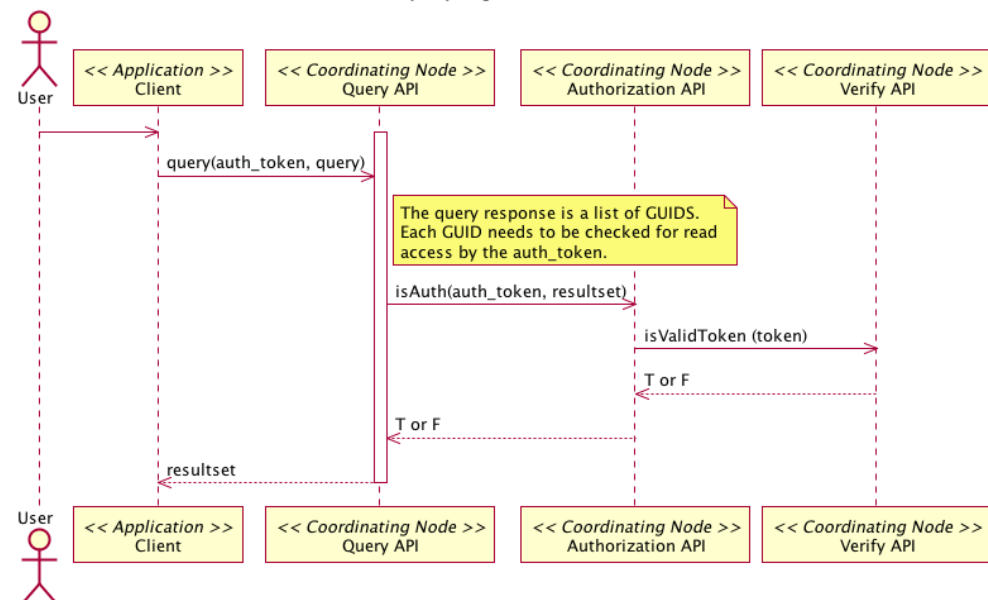 User
<< Application >>
Client
<< Coordinating Node >>
Query API
<< Coordinating Node >>
Authorization API
<< Coordinating Node >>
Verify API
query(auth_token, query)
The query response is a list of GUIDS.
Each GUID needs to be checked for read
access by the auth_token.
isAuth(auth_token, resultset)
isValidToken (token)
T or F
T or F
resultset
User
<< Application >>
Client
<< Coordinating Node >>
Query API
<< Coordinating Node >>
Authorization API
<< Coordinating Node >>
Verify API